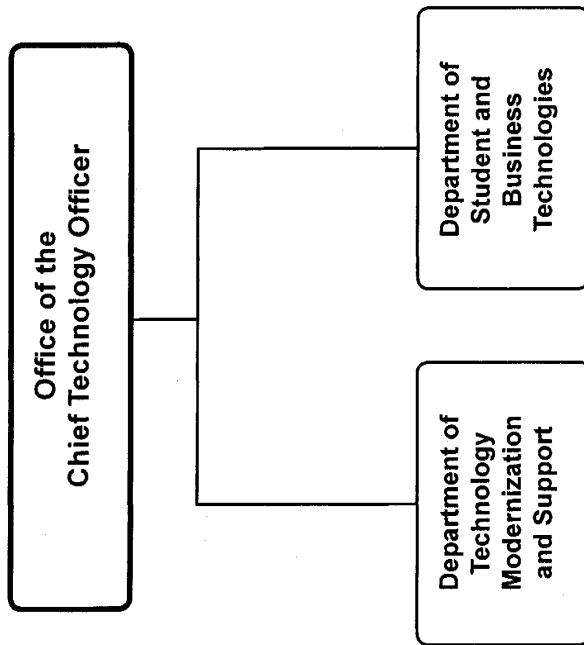 Office of the
Chief Technology Officer
Department of
Technology
Modernization
and Support
Department of
Student and
Business
Technologies